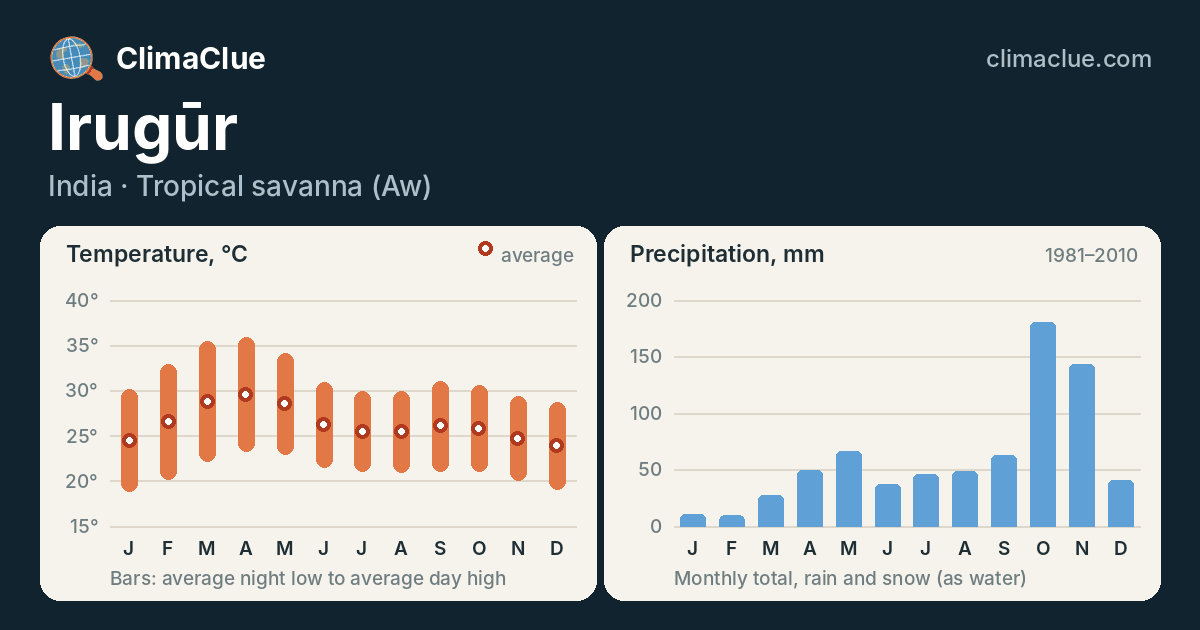 ClimaClue
climaclue.com
Irugūr
India · Tropical savanna (Aw)
Temperature, °C
average
40°
35°
30°
25°
20°
15°
J F M A M J J A S O N D
Bars: average night low to average day high
Precipitation, mm
1981–2010
200
150
100
50
0
J F M A M J J A S O N D
Monthly total, rain and snow (as water)